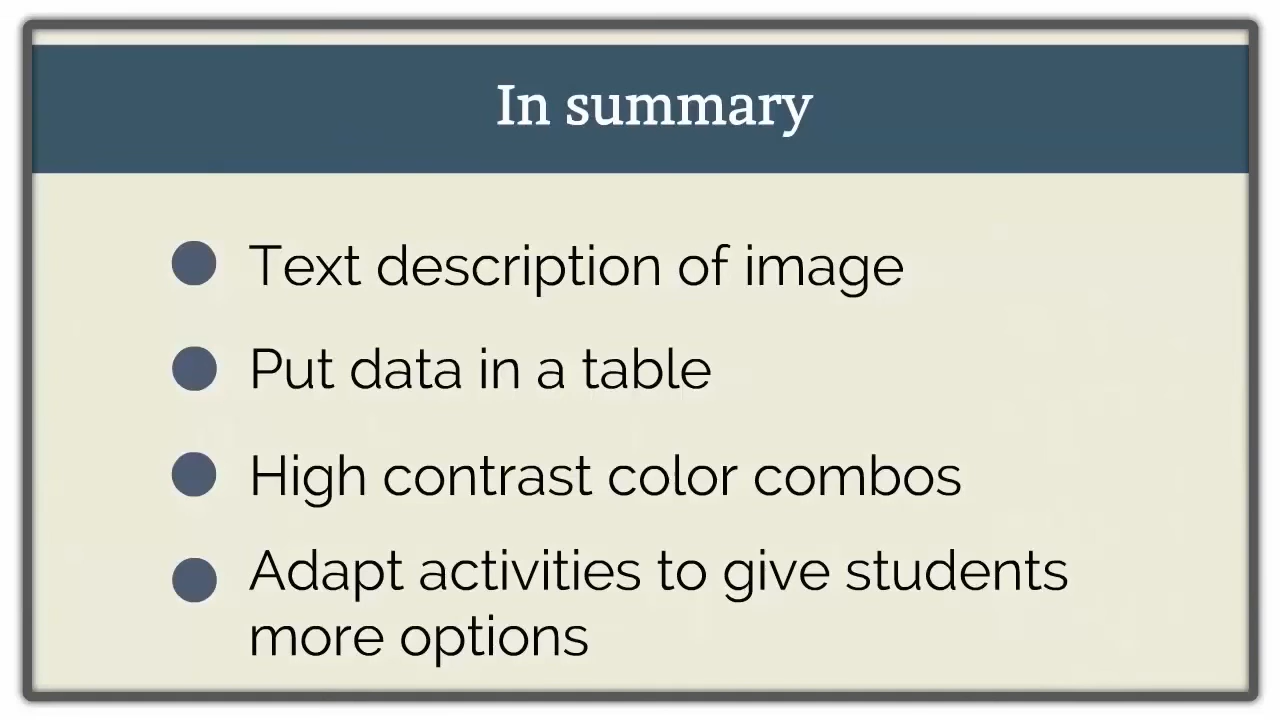 In summary
Text description of image
Put data in a table
High contrast color combos
Adapt activities to give students
more options